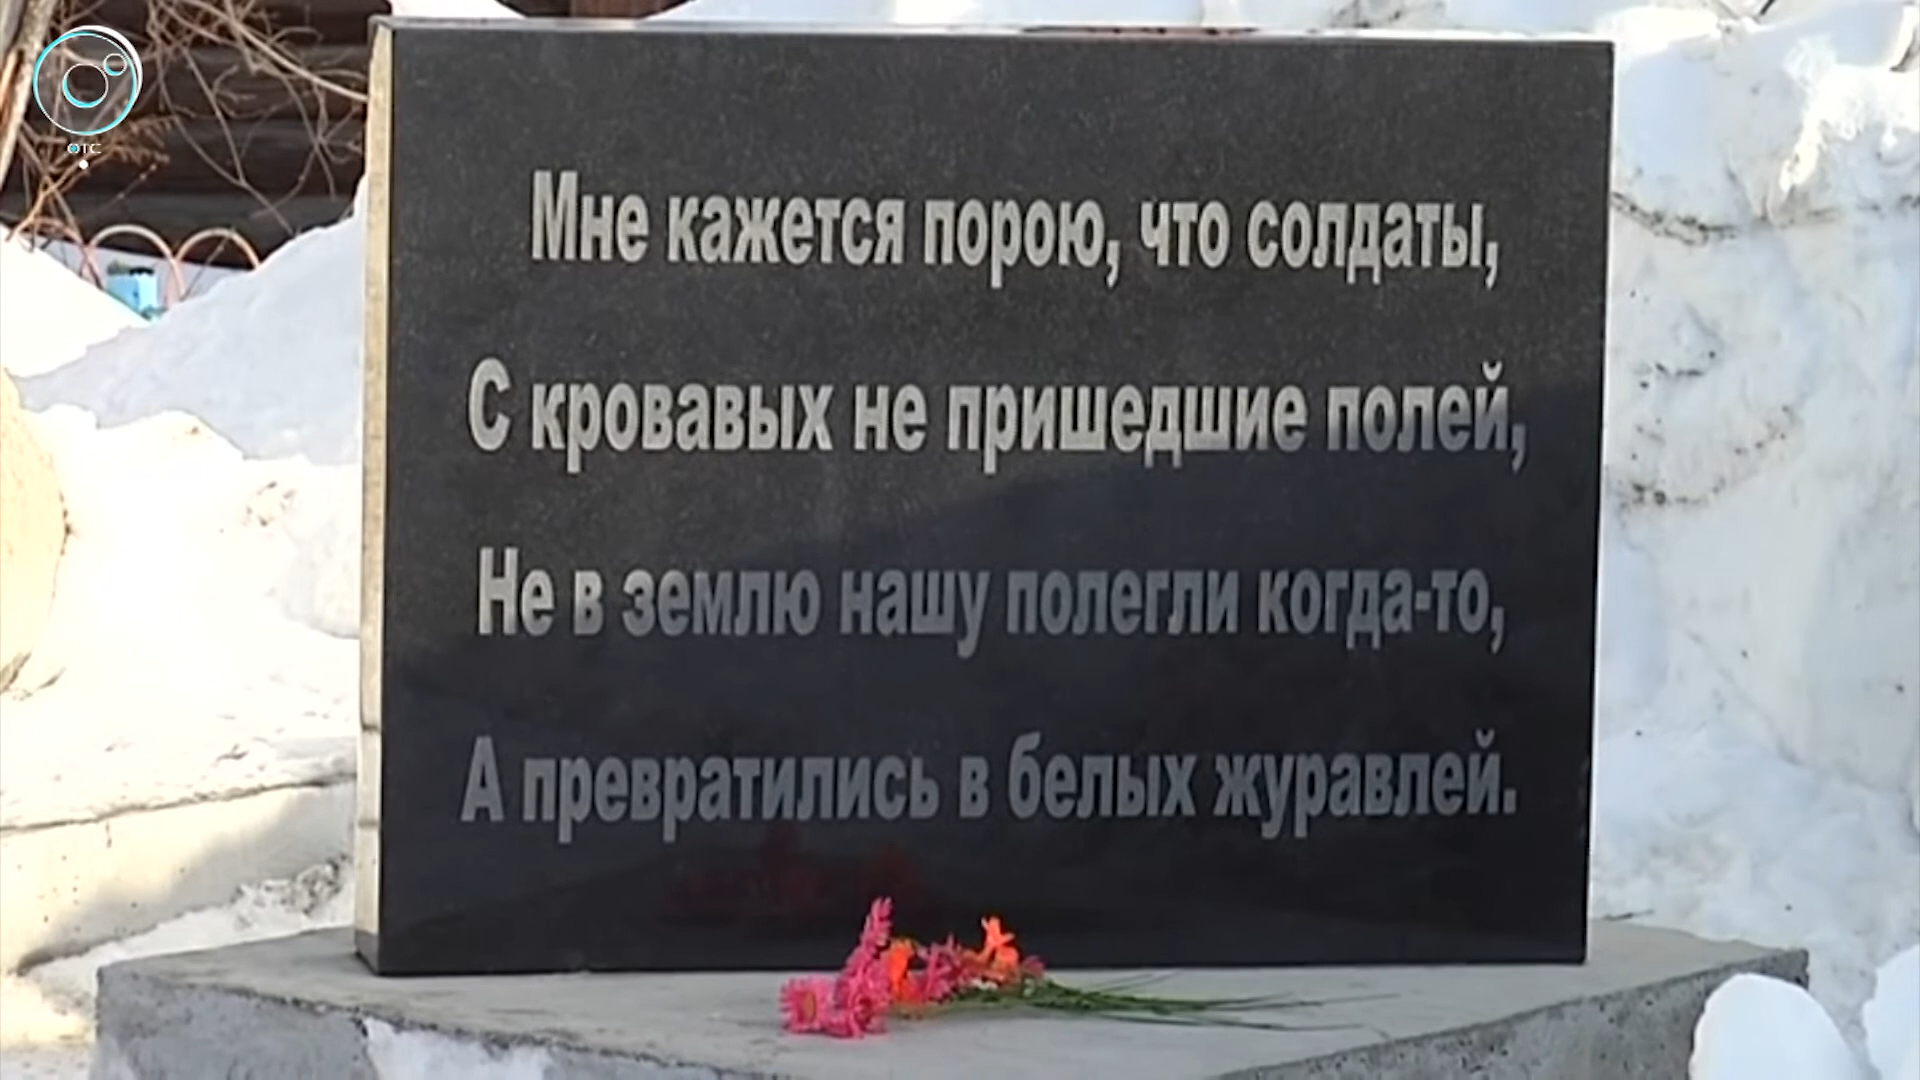 ОТС
Мне кажется порою, что солдаты,
С кровавых не пришедшие полей,
Не в землю нашу полегли когда-то,
А превратились в белых журавлей.